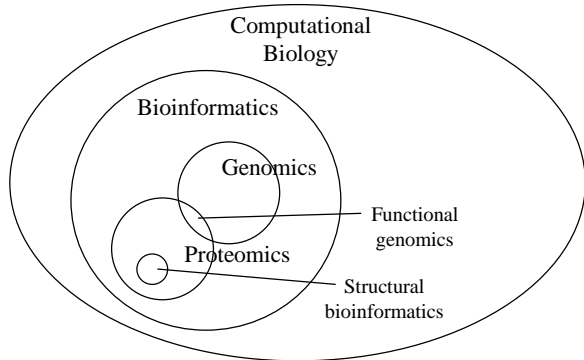 Computational
Biology
Bioinformatics
Genomics
Functional
genomics
Proteomics
Structural
bioinformatics